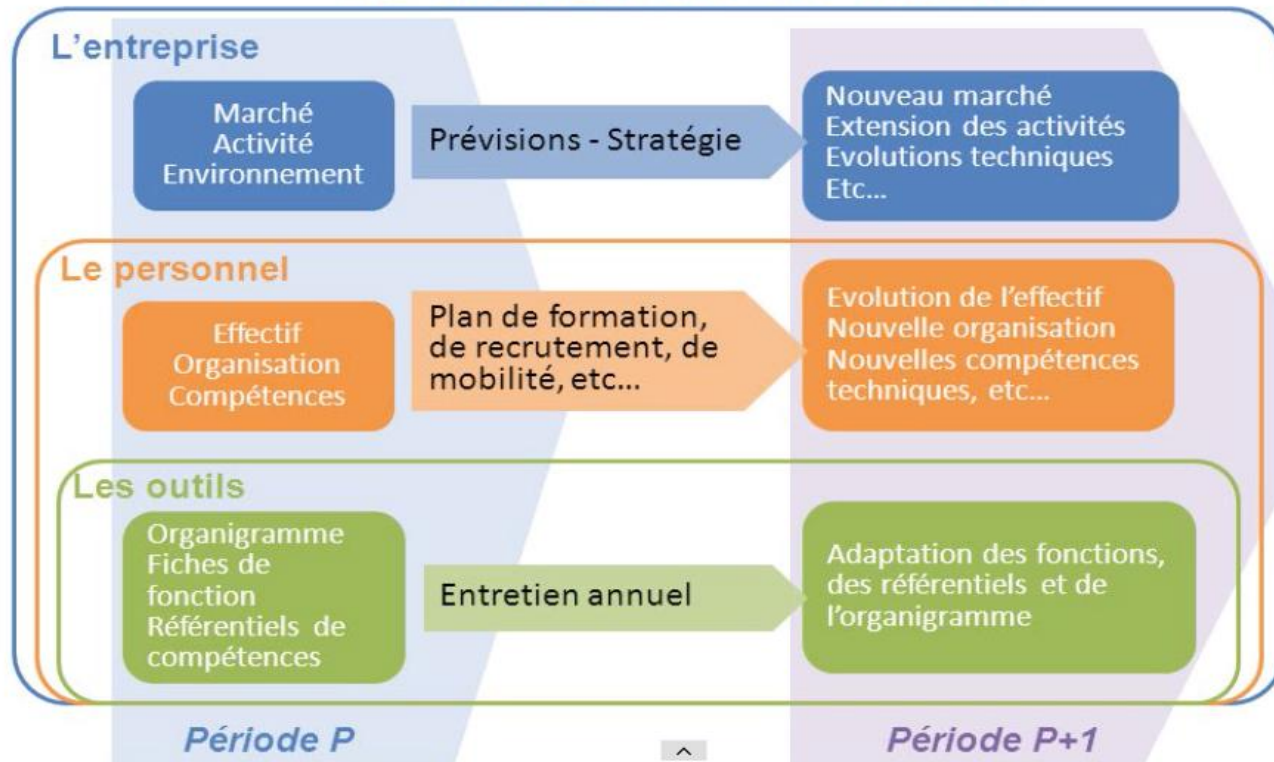 L'entreprise
Marché
Activité
Environnement
Prévisions - Stratégie
Nouveau marché
Extension des activités
Evolutions techniques
Etc...
Le personnel
Effectif
Organisation
Compétences
Plan de formation,
de recrutement, de
mobilité, etc...
Evolution de l'effectif
Nouvelle organisation
Nouvelles compétences
techniques, etc...
Les outils
Organigramme
Fiches de
fonction
Référentiels de
compétences
Entretien annuel
Adaptation des fonctions,
des référentiels et de
l'organigramme
Période P
Période P+1